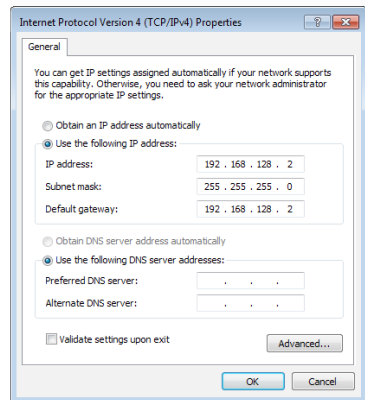 Internet Protocol Version 4 (TCP/IPv4) Properties
General
You can get IP settings assigned automatically if your network supports
this capability. Otherwise, you need to ask your network administrator
for the appropriate IP settings.
Obtain an IP address automatically
Use the following IP address:
IP address: 192 . 168 . 128 . 2
Subnet mask: 255 . 255 . 255 . 0
Default gateway: 192 . 168 . 128 . 2
Obtain DNS server address automatically
Use the following DNS server addresses:
Preferred DNS server: . . .
Alternate DNS server: . . .
Validate settings upon exit
Advanced...
OK Cancel